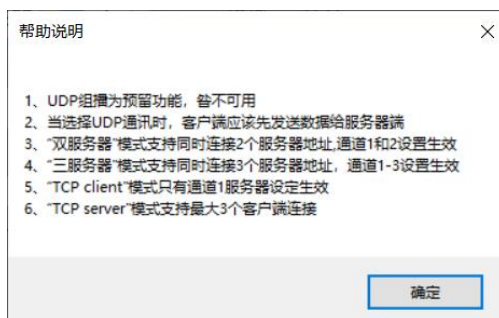 帮助说明
1、UDP组播为预留功能，暂不可用
2、当选择UDP通讯时，客户端应该先发送数据给服务器端
3、“双服务器”模式支持同时连接2个服务器地址,通道1和2设置生效
4、“三服务器”模式支持同时连接3个服务器地址，通道1-3设置生效
5、“TCP client”模式只有通道1服务器设定生效
6、“TCP server”模式支持最大3个客户端连接
确定